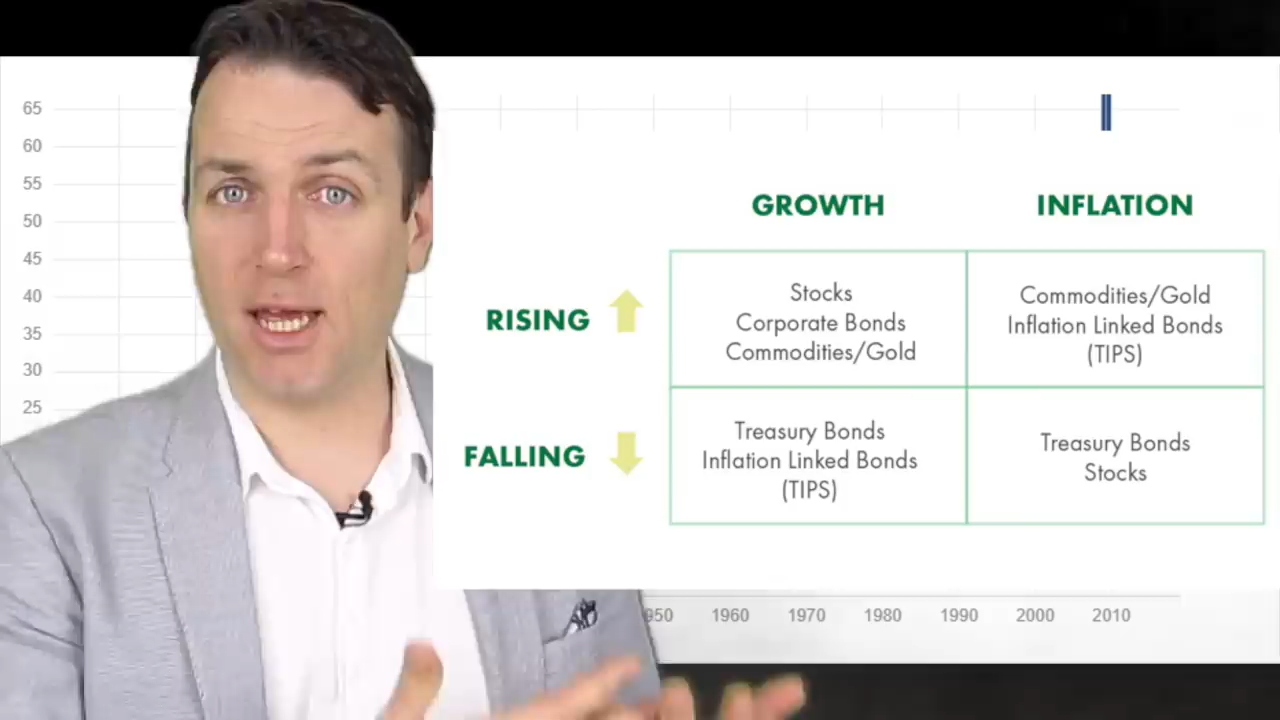 65
60
55
50
45
40
35
30
25
GROWTH
INFLATION
RISING
Stocks
Corporate Bonds
Commodities/Gold
Commodities/Gold
Inflation Linked Bonds
(TIPS)
FALLING
Treasury Bonds
Inflation Linked Bonds
(TIPS)
Treasury Bonds
Stocks
1960
1970
1980
1990
2000
2010